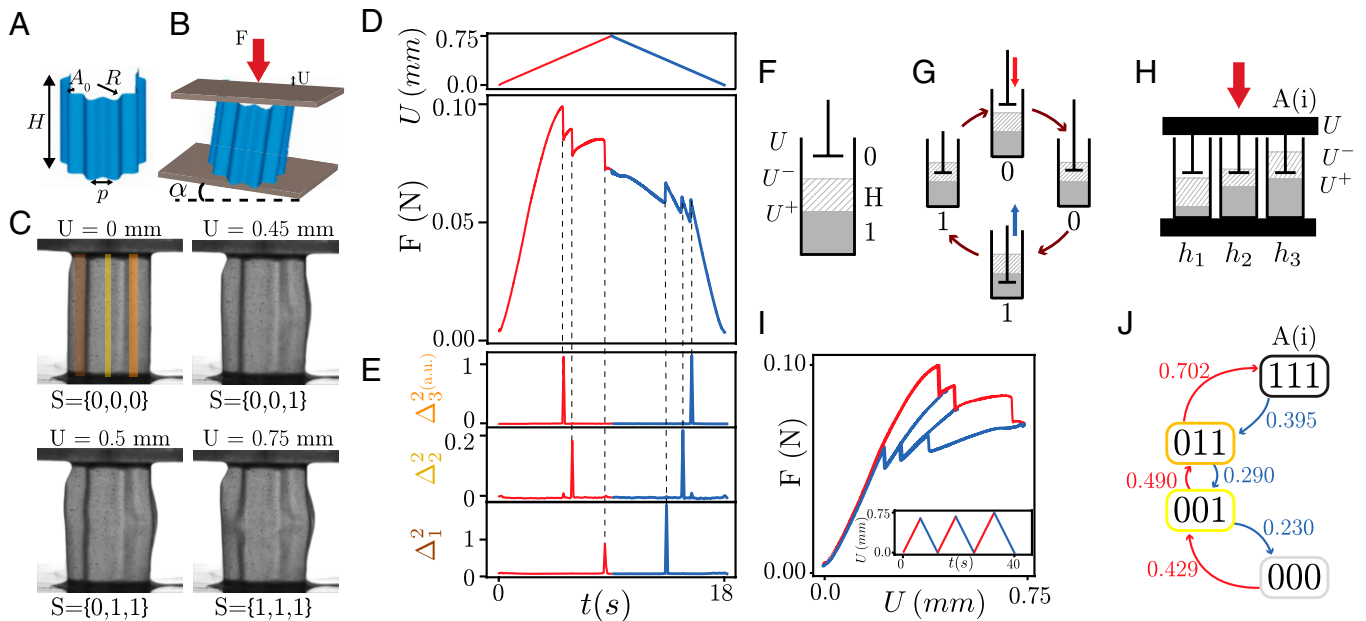 A
H
A₀
R
p
B
F
U
α
C
U = 0 mm
U = 0.45 mm
S={0,0,0}
S={0,0,1}
U = 0.5 mm
U = 0.75 mm
S={0,1,1}
S={1,1,1}
D
U (mm)
0.75
0.0
F (N)
0.10
0.05
0.00
E
Δ₃² (a.u.)
1
0
Δ₂²
0.2
0
Δ₁²
1
0
0
t(s)
18
F
U
0
U⁻
H
U⁺
1
G
0
1
0
1
H
A(i)
U
U⁻
U⁺
h₁
h₂
h₃
I
F (N)
0.10
0.00
U (mm)
0.75
0.0
0
t(s)
40
0.0
U (mm)
0.75
J
A(i)
111
0.702
0.395
011
0.490
0.290
001
0.230
0.429
000